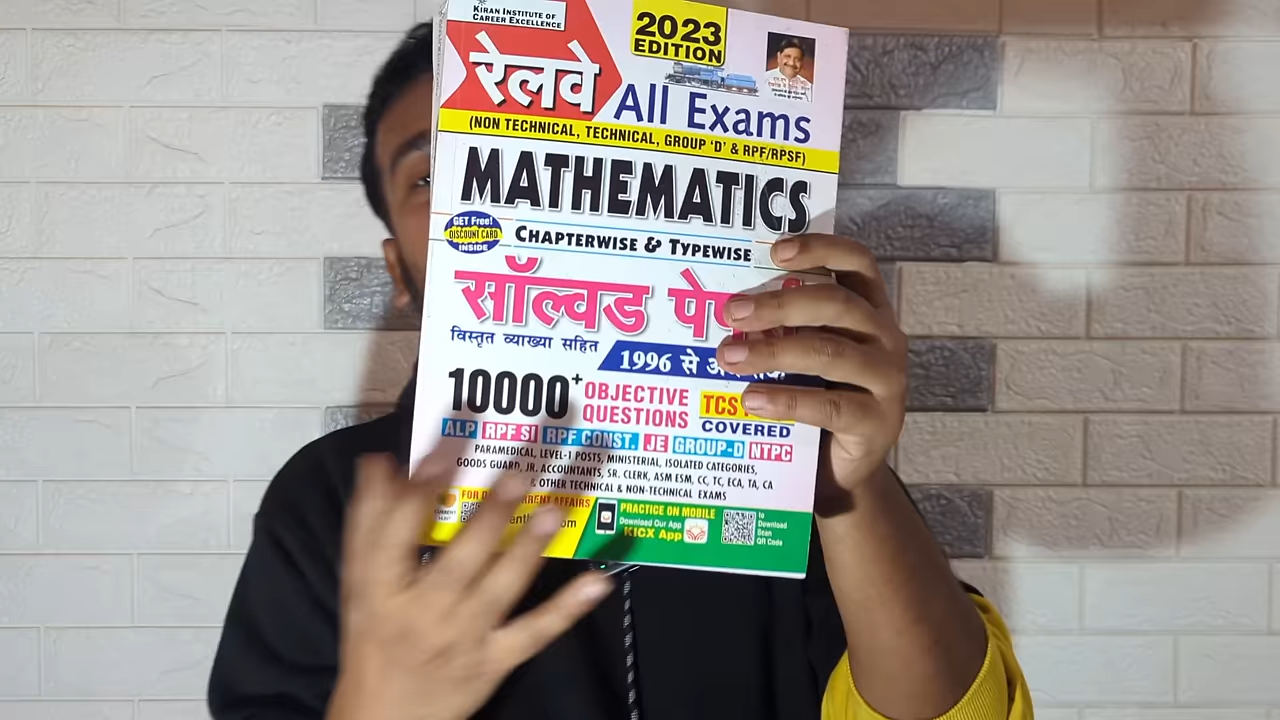 KIRAN INSTITUTE OF
CAREER EXCELLENCE
2023
EDITION
रेलवे
All Exams
(NON TECHNICAL, TECHNICAL, GROUP 'D' & RPF/RPSF)
MATHEMATICS
GET Free!
DISCOUNT CARD
INSIDE
CHAPTERWISE & TYPEWISE
सॉल्वड
विस्तृत व्याख्या सहित
1996 से
10000+
OBJECTIVE
QUESTIONS
TCS
COVERED
ALP RPF SI RPF CONST. JE GROUP-D NTPC
PARAMEDICAL, LEVEL-1 POSTS, MINISTERIAL, ISOLATED CATEGORIES,
GOODS GUARD, JR. ACCOUNTANTS, SR. CLERK, ASM ESM, CC, TC, ECA, TA, CA
& OTHER TECHNICAL & NON-TECHNICAL EXAMS
CURRENT
HUNT
PRACTICE ON MOBILE
Download Our App
KICX App
to
Download
Scan
QR Code